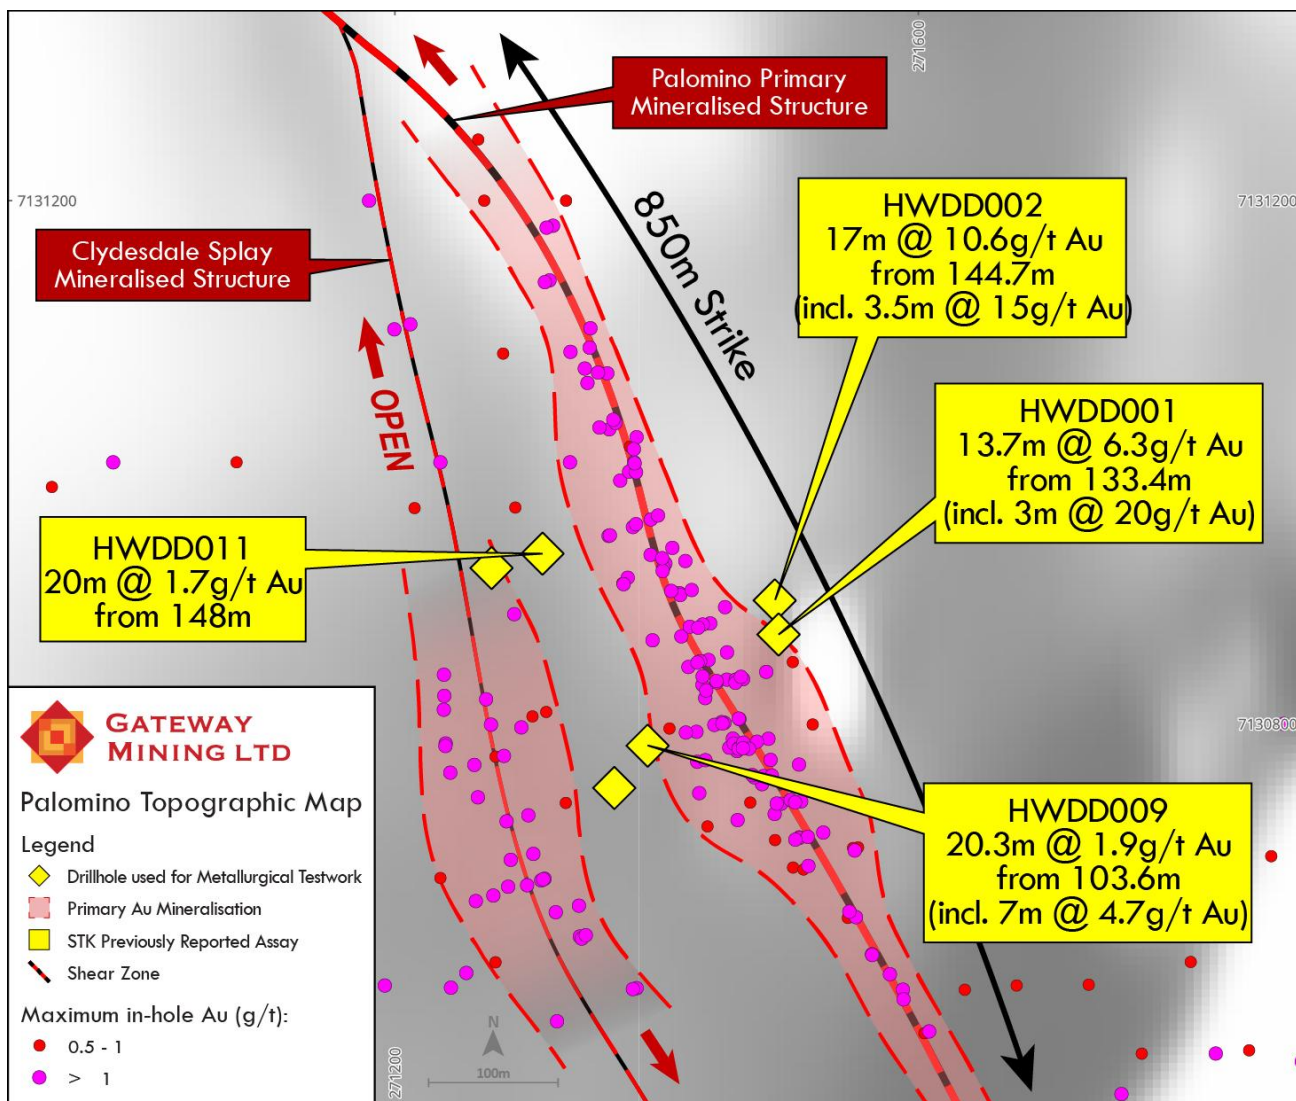 271600
Palomino Primary
Mineralised Structure
7131200
7131200
850m Strike
HWDD002
17m @ 10.6g/t Au
from 144.7m
(incl. 3.5m @ 15g/t Au)
Clydesdale Splay
Mineralised Structure
OPEN
HWDD001
13.7m @ 6.3g/t Au
from 133.4m
(incl. 3m @ 20g/t Au)
HWDD011
20m @ 1.7g/t Au
from 148m
7130800
GATEWAY
MINING LTD
Palomino Topographic Map
Legend
Drillhole used for Metallurgical Testwork
Primary Au Mineralisation
STK Previously Reported Assay
Shear Zone
Maximum in-hole Au (g/t):
0.5 - 1
> 1
HWDD009
20.3m @ 1.9g/t Au
from 103.6m
(incl. 7m @ 4.7g/t Au)
N
100m
271200